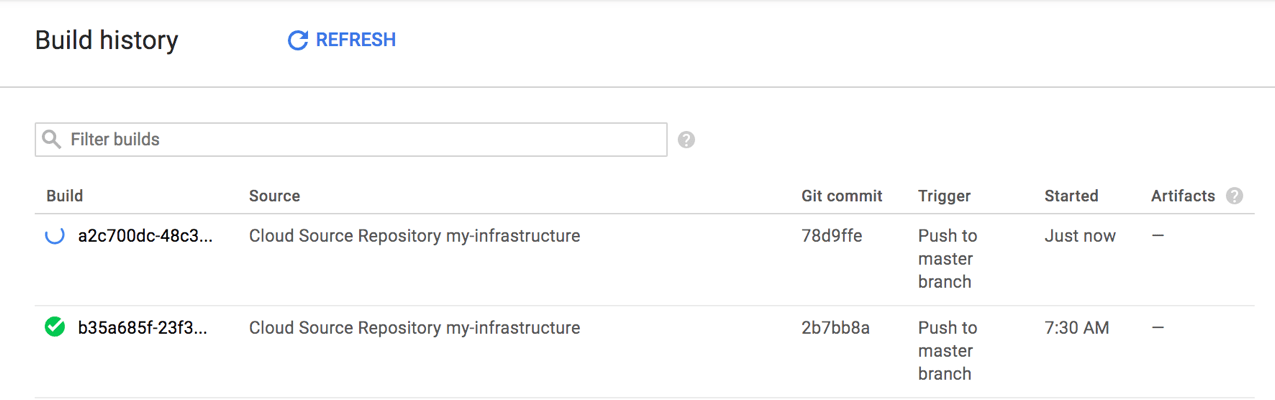 Build history REFRESH
Filter builds ?
Build Source Git commit Trigger Started Artifacts ?
a2c700dc-48c3... Cloud Source Repository my-infrastructure 78d9ffe Push to Just now —
master
branch
b35a685f-23f3... Cloud Source Repository my-infrastructure 2b7bb8a Push to 7:30 AM —
master
branch